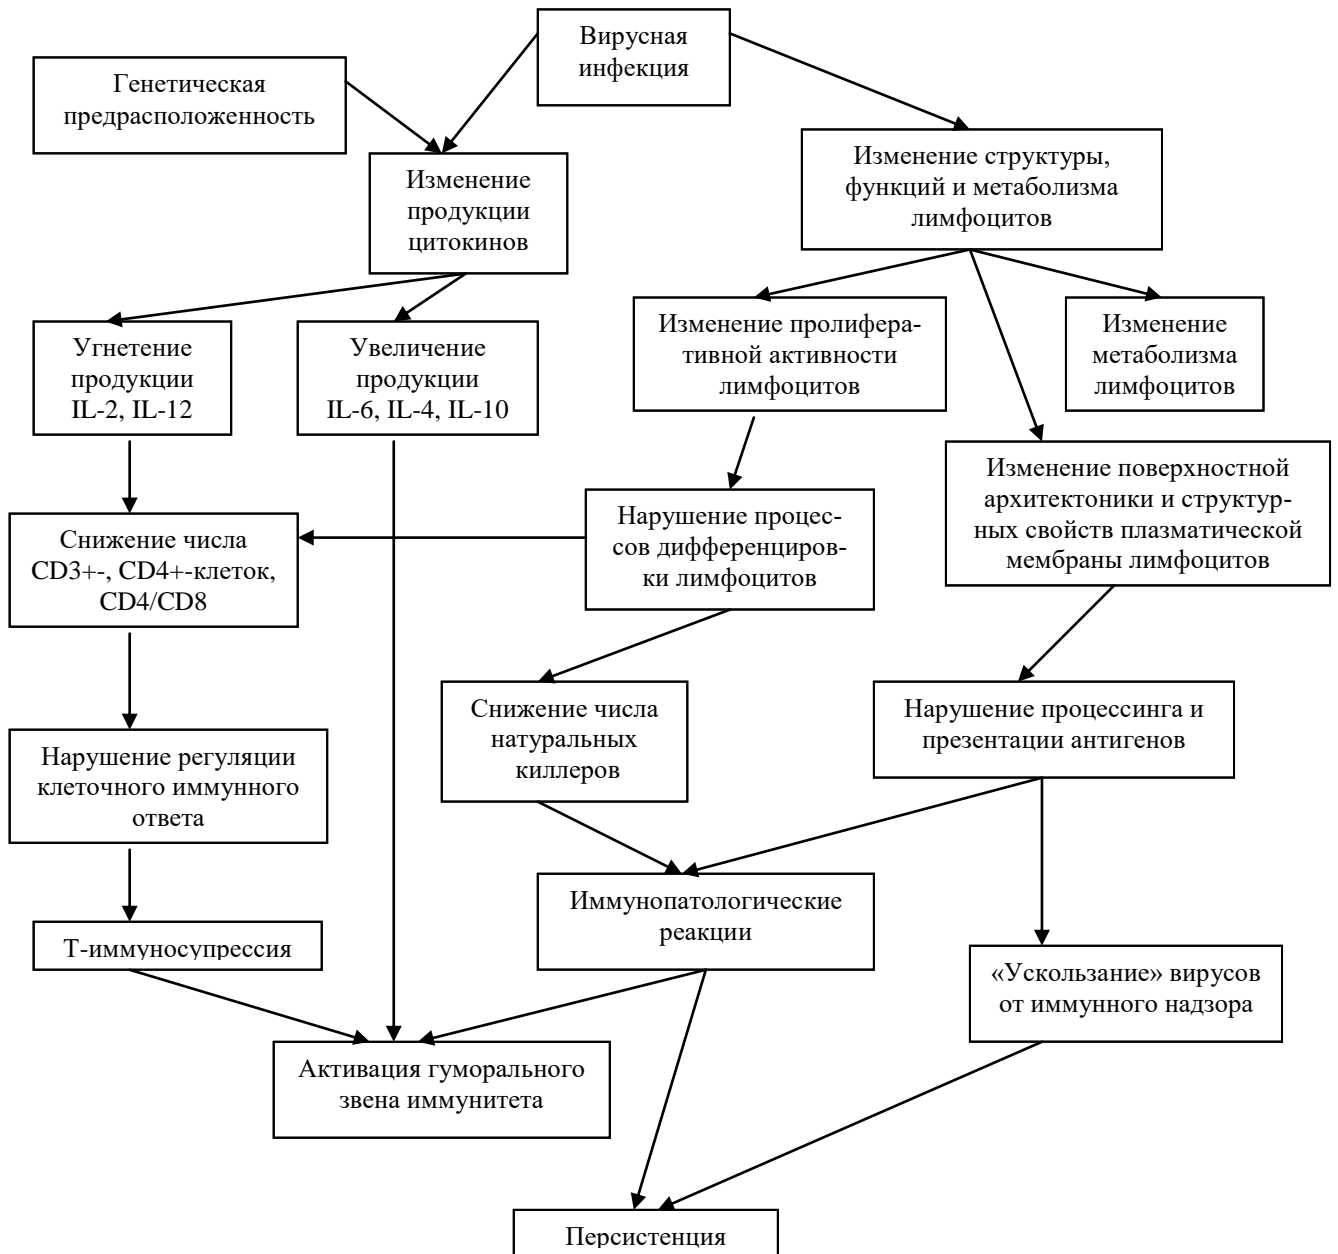 Вирусная
инфекция
Генетическая
предрасположенность
Изменение структуры,
функций и метаболизма
лимфоцитов
Изменение
продукции
цитокинов
Угнетение
продукции
IL-2, IL-12
Увеличение
продукции
IL-6, IL-4, IL-10
Изменение пролифера-
тивной активности
лимфоцитов
Изменение
метаболизма
лимфоцитов
Изменение поверхностной
архитектоники и структур-
ных свойств плазматической
мембраны лимфоцитов
Снижение числа
CD3+-, CD4+-клеток,
CD4/CD8
Нарушение процес-
сов дифференциров-
ки лимфоцитов
Снижение числа
натуральных
киллеров
Нарушение процессинга и
презентации антигенов
Нарушение регуляции
клеточного иммунного
ответа
Иммунопатологические
реакции
Т-иммуносупрессия
«Ускользание» вирусов
от иммунного надзора
Активация гуморального
звена иммунитета
Персистенция